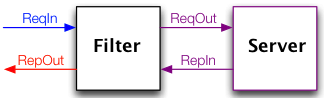 ReqIn
ReqOut
Filter
Server
RepOut
RepIn